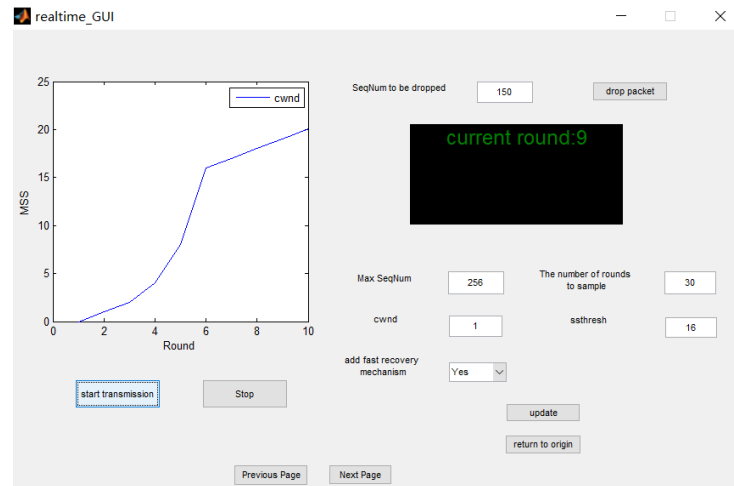 realtime_GUI
SeqNum to be dropped
150
drop packet
current round:9
cwnd
25
20
15
10
5
0
MSS
0 2 4 6 8 10
Round
Max SeqNum
256
The number of rounds
to sample
30
cwnd
1
ssthresh
16
add fast recovery
mechanism
Yes
start transmission
Stop
update
return to origin
Previous Page
Next Page